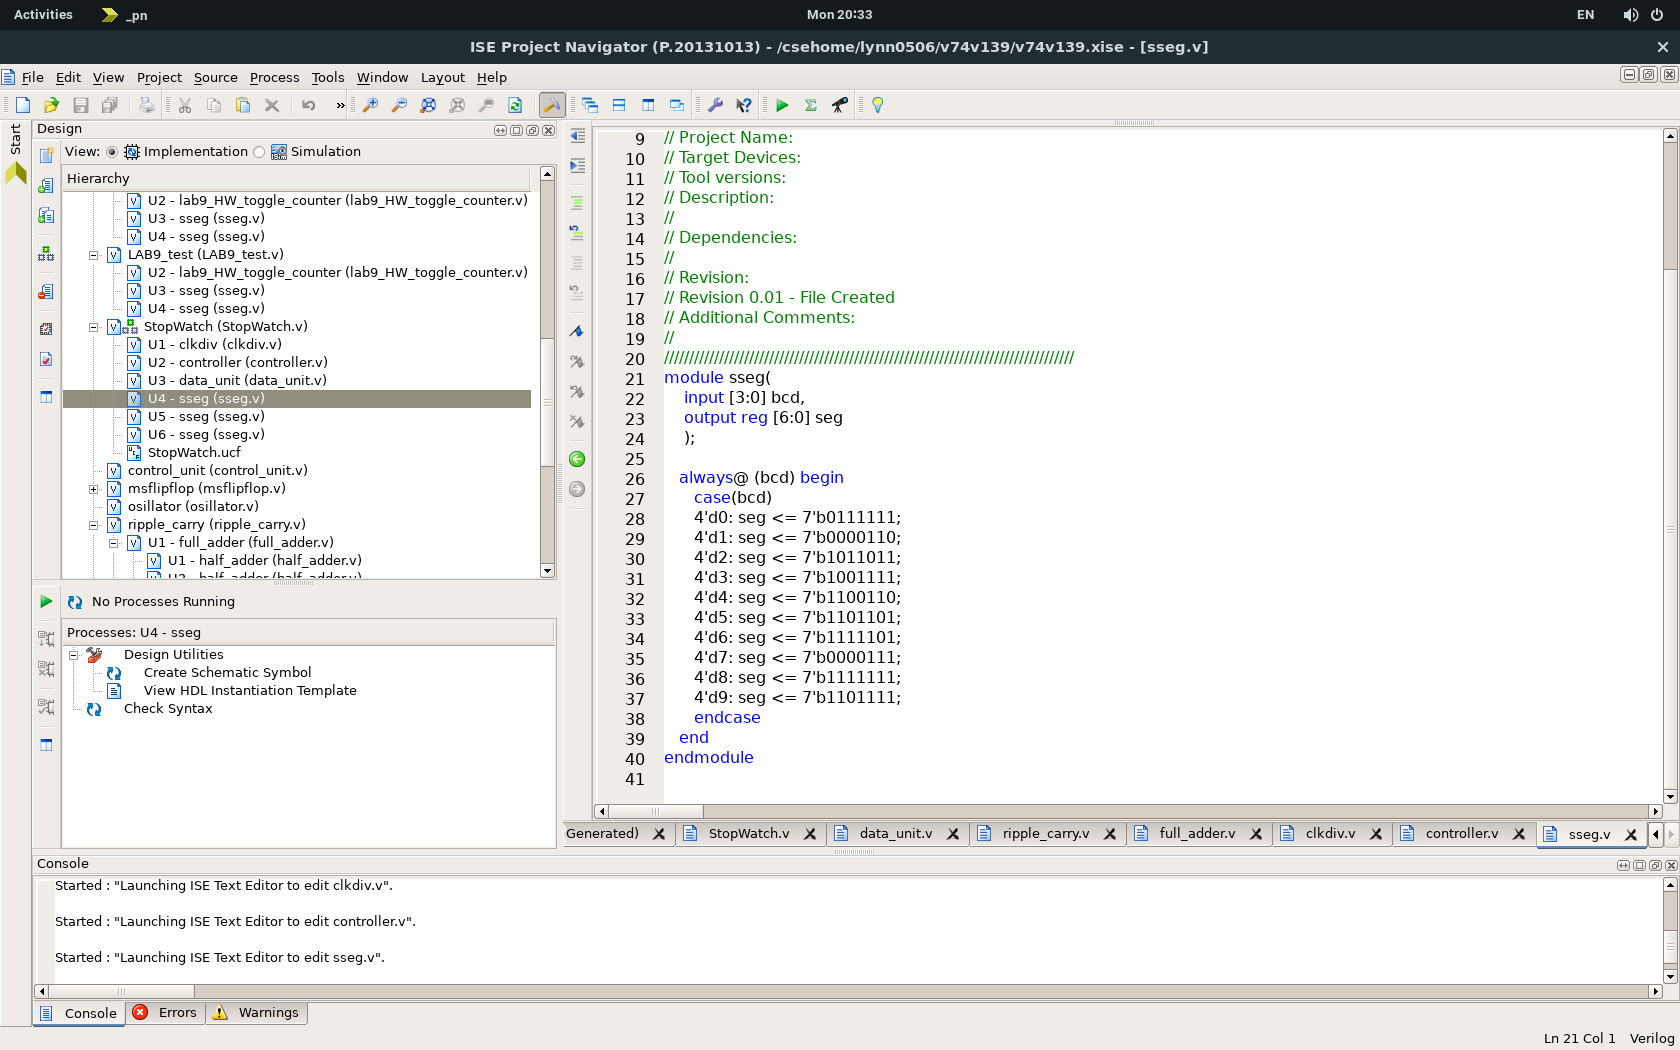 Activities
_pn
Mon 20:33
EN
ISE Project Navigator (P.20131013) - /csehome/lynn0506/v74v139/v74v139.xise - [sseg.v]
File Edit View Project Source Process Tools Window Layout Help
Start
Design
View: Implementation Simulation
Hierarchy
U2 - lab9_HW_toggle_counter (lab9_HW_toggle_counter.v)
U3 - sseg (sseg.v)
U4 - sseg (sseg.v)
LAB9_test (LAB9_test.v)
U2 - lab9_HW_toggle_counter (lab9_HW_toggle_counter.v)
U3 - sseg (sseg.v)
U4 - sseg (sseg.v)
StopWatch (StopWatch.v)
U1 - clkdiv (clkdiv.v)
U2 - controller (controller.v)
U3 - data_unit (data_unit.v)
U4 - sseg (sseg.v)
U5 - sseg (sseg.v)
U6 - sseg (sseg.v)
StopWatch.ucf
control_unit (control_unit.v)
msflipflop (msflipflop.v)
osillator (osillator.v)
ripple_carry (ripple_carry.v)
U1 - full_adder (full_adder.v)
U1 - half_adder (half_adder.v)
U2 - half_adder (half_adder.v)
No Processes Running
Processes: U4 - sseg
Design Utilities
Create Schematic Symbol
View HDL Instantiation Template
Check Syntax
9 // Project Name:
10 // Target Devices:
11 // Tool versions:
12 // Description:
13 //
14 // Dependencies:
15 //
16 // Revision:
17 // Revision 0.01 - File Created
18 // Additional Comments:
19 //
20 //////////////////////////////////////////////////////////////////////////////////
21 module sseg(
22 input [3:0] bcd,
23 output reg [6:0] seg
24 );
25
26 always@ (bcd) begin
27 case(bcd)
28 4'd0: seg <= 7'b0111111;
29 4'd1: seg <= 7'b0000110;
30 4'd2: seg <= 7'b1011011;
31 4'd3: seg <= 7'b1001111;
32 4'd4: seg <= 7'b1100110;
33 4'd5: seg <= 7'b1101101;
34 4'd6: seg <= 7'b1111101;
35 4'd7: seg <= 7'b0000111;
36 4'd8: seg <= 7'b1111111;
37 4'd9: seg <= 7'b1101111;
38 endcase
39 end
40 endmodule
41
Generated) StopWatch.v data_unit.v ripple_carry.v full_adder.v clkdiv.v controller.v sseg.v
Console
Started : "Launching ISE Text Editor to edit clkdiv.v".
Started : "Launching ISE Text Editor to edit controller.v".
Started : "Launching ISE Text Editor to edit sseg.v".
Console Errors Warnings
Ln 21 Col 1 Verilog